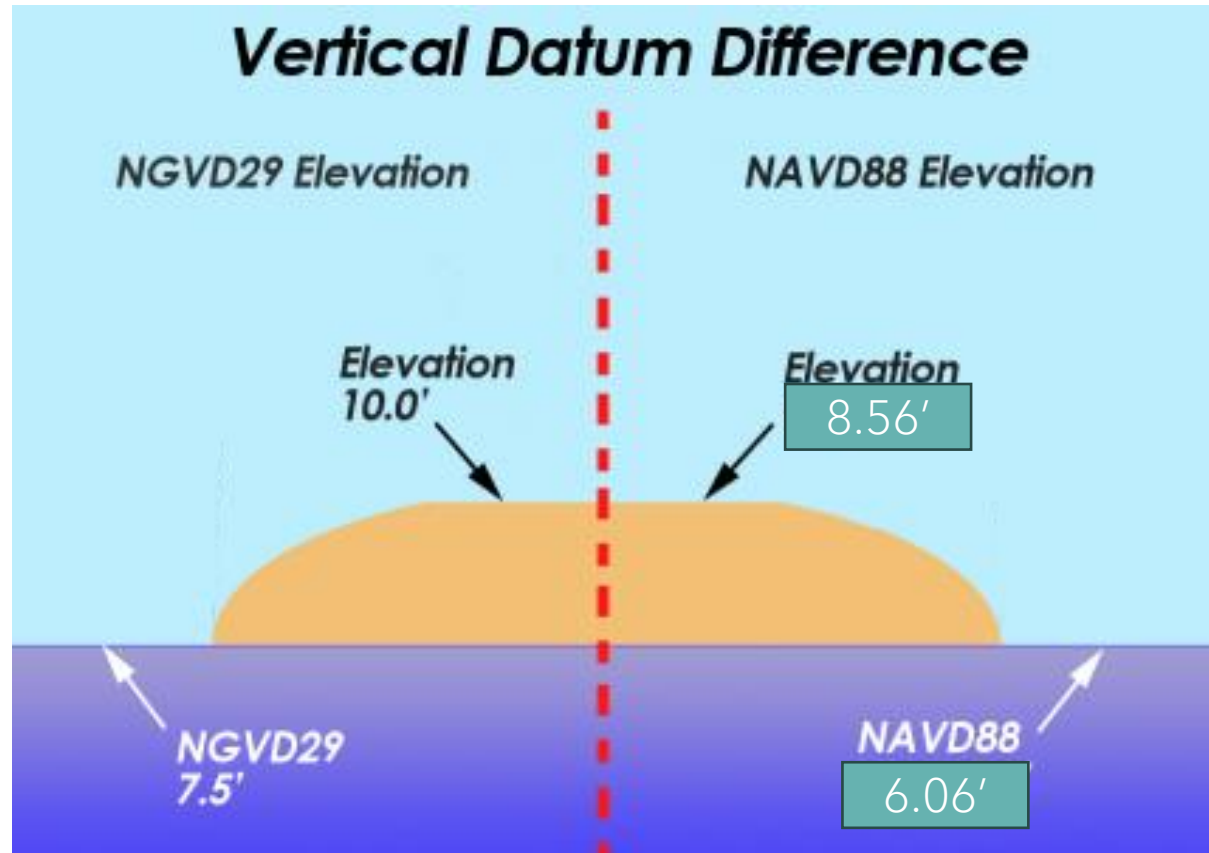 Vertical Datum Difference
NGVD29 Elevation
NAVD88 Elevation
Elevation
10.0'
Elevation
8.56’
NGVD29
7.5'
NAVD88
6.06’